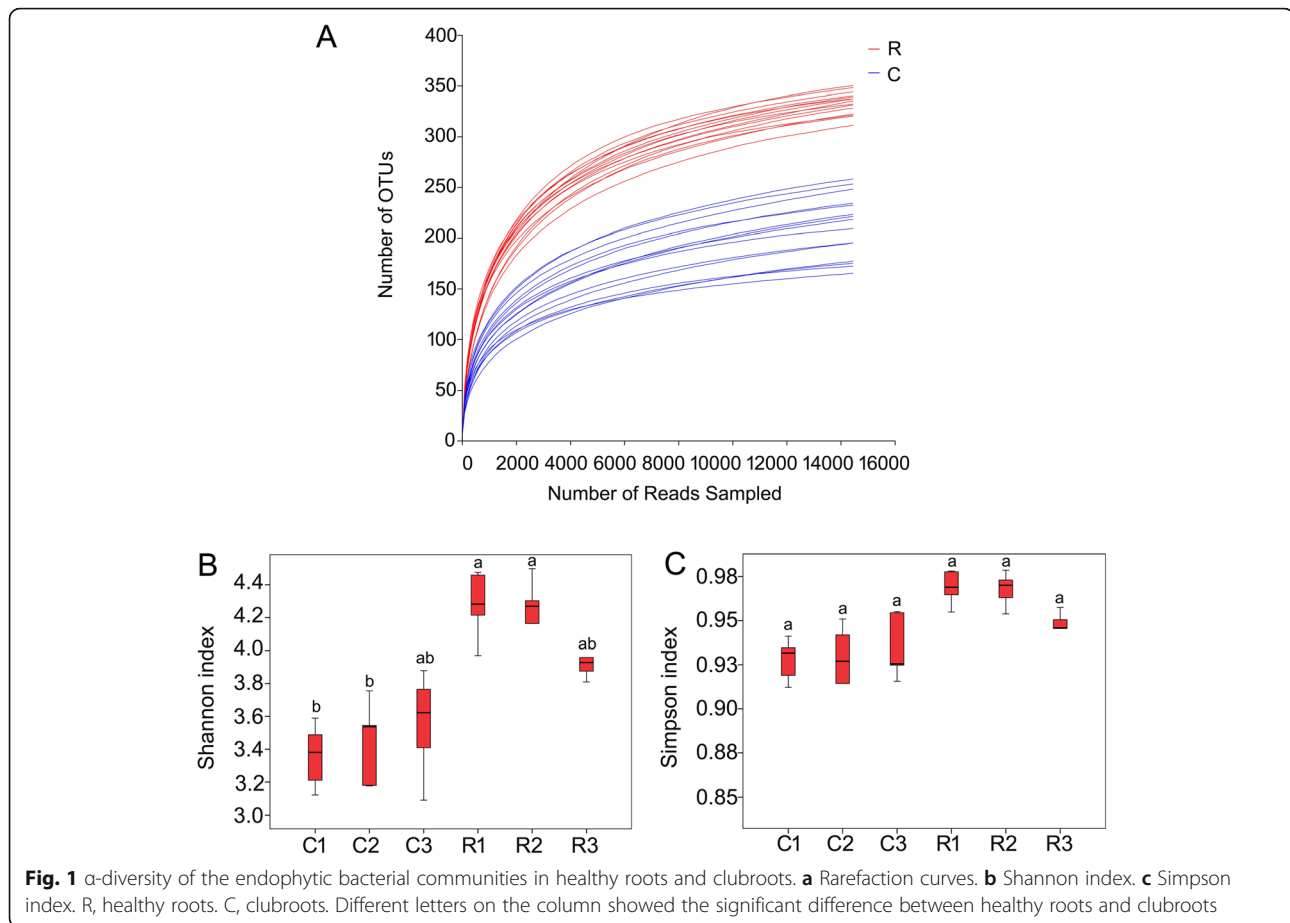 A
400
350
300
250
200
150
100
50
0
Number of OTUs
R
C
0 2000 4000 6000 8000 10000 12000 14000 16000
Number of Reads Sampled
B
4.4
4.2
4.0
3.8
3.6
3.4
3.2
3.0
Shannon index
b b ab a a ab
C1 C2 C3 R1 R2 R3
C
0.98
0.95
0.93
0.90
0.88
0.85
Simpson index
a a a a a a
C1 C2 C3 R1 R2 R3
Fig. 1 α-diversity of the endophytic bacterial communities in healthy roots and clubroots. a Rarefaction curves. b Shannon index. c Simpson
index. R, healthy roots. C, clubroots. Different letters on the column showed the significant difference between healthy roots and clubroots